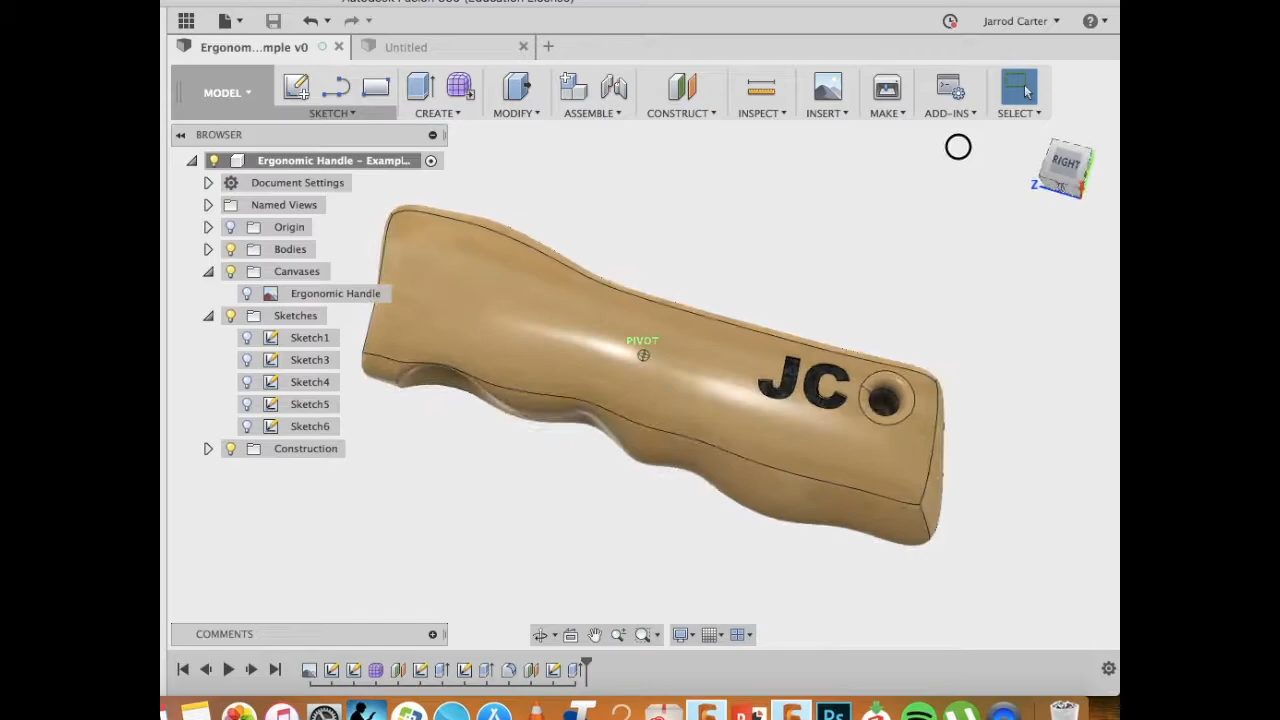 Jarrod Carter
Ergonom...mple v0
Untitled
MODEL
SKETCH
CREATE
MODIFY
ASSEMBLE
CONSTRUCT
INSPECT
INSERT
MAKE
ADD-INS
SELECT
BROWSER
Ergonomic Handle - Exampl...
Document Settings
Named Views
Origin
Bodies
Canvases
Ergonomic Handle
Sketches
Sketch1
Sketch3
Sketch4
Sketch5
Sketch6
Construction
RIGHT
Z
PIVOT
JC
COMMENTS
Ps